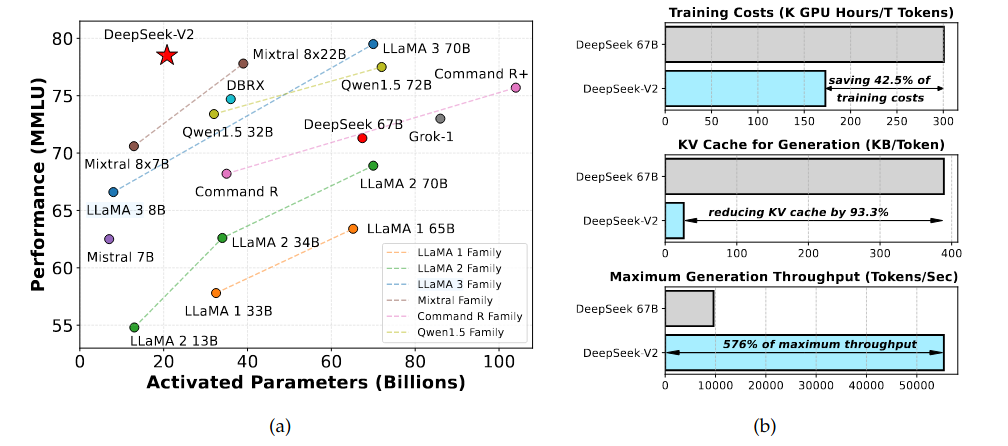 Performance (MMLU)
80
75
70
65
60
55
DeepSeek-V2
Mixtral 8x22B
LLaMA 3 70B
DBRX
Qwen1.5 72B
Command R+
Qwen1.5 32B
DeepSeek 67B
Grok-1
Mixtral 8x7B
Command R
LLaMA 2 70B
LLaMA 3 8B
LLaMA 1 65B
LLaMA 2 34B
Mistral 7B
LLaMA 1 33B
LLaMA 2 13B
LLaMA 1 Family
LLaMA 2 Family
LLaMA 3 Family
Mixtral Family
Command R Family
Qwen1.5 Family
0 20 40 60 80 100
Activated Parameters (Billions)
(a)
Training Costs (K GPU Hours/T Tokens)
DeepSeek 67B
DeepSeek-V2
saving 42.5% of
training costs
0 50 100 150 200 250 300
KV Cache for Generation (KB/Token)
DeepSeek 67B
DeepSeek-V2
reducing KV cache by 93.3%
0 100 200 300 400
Maximum Generation Throughput (Tokens/Sec)
DeepSeek 67B
DeepSeek-V2
576% of maximum throughput
0 10000 20000 30000 40000 50000
(b)